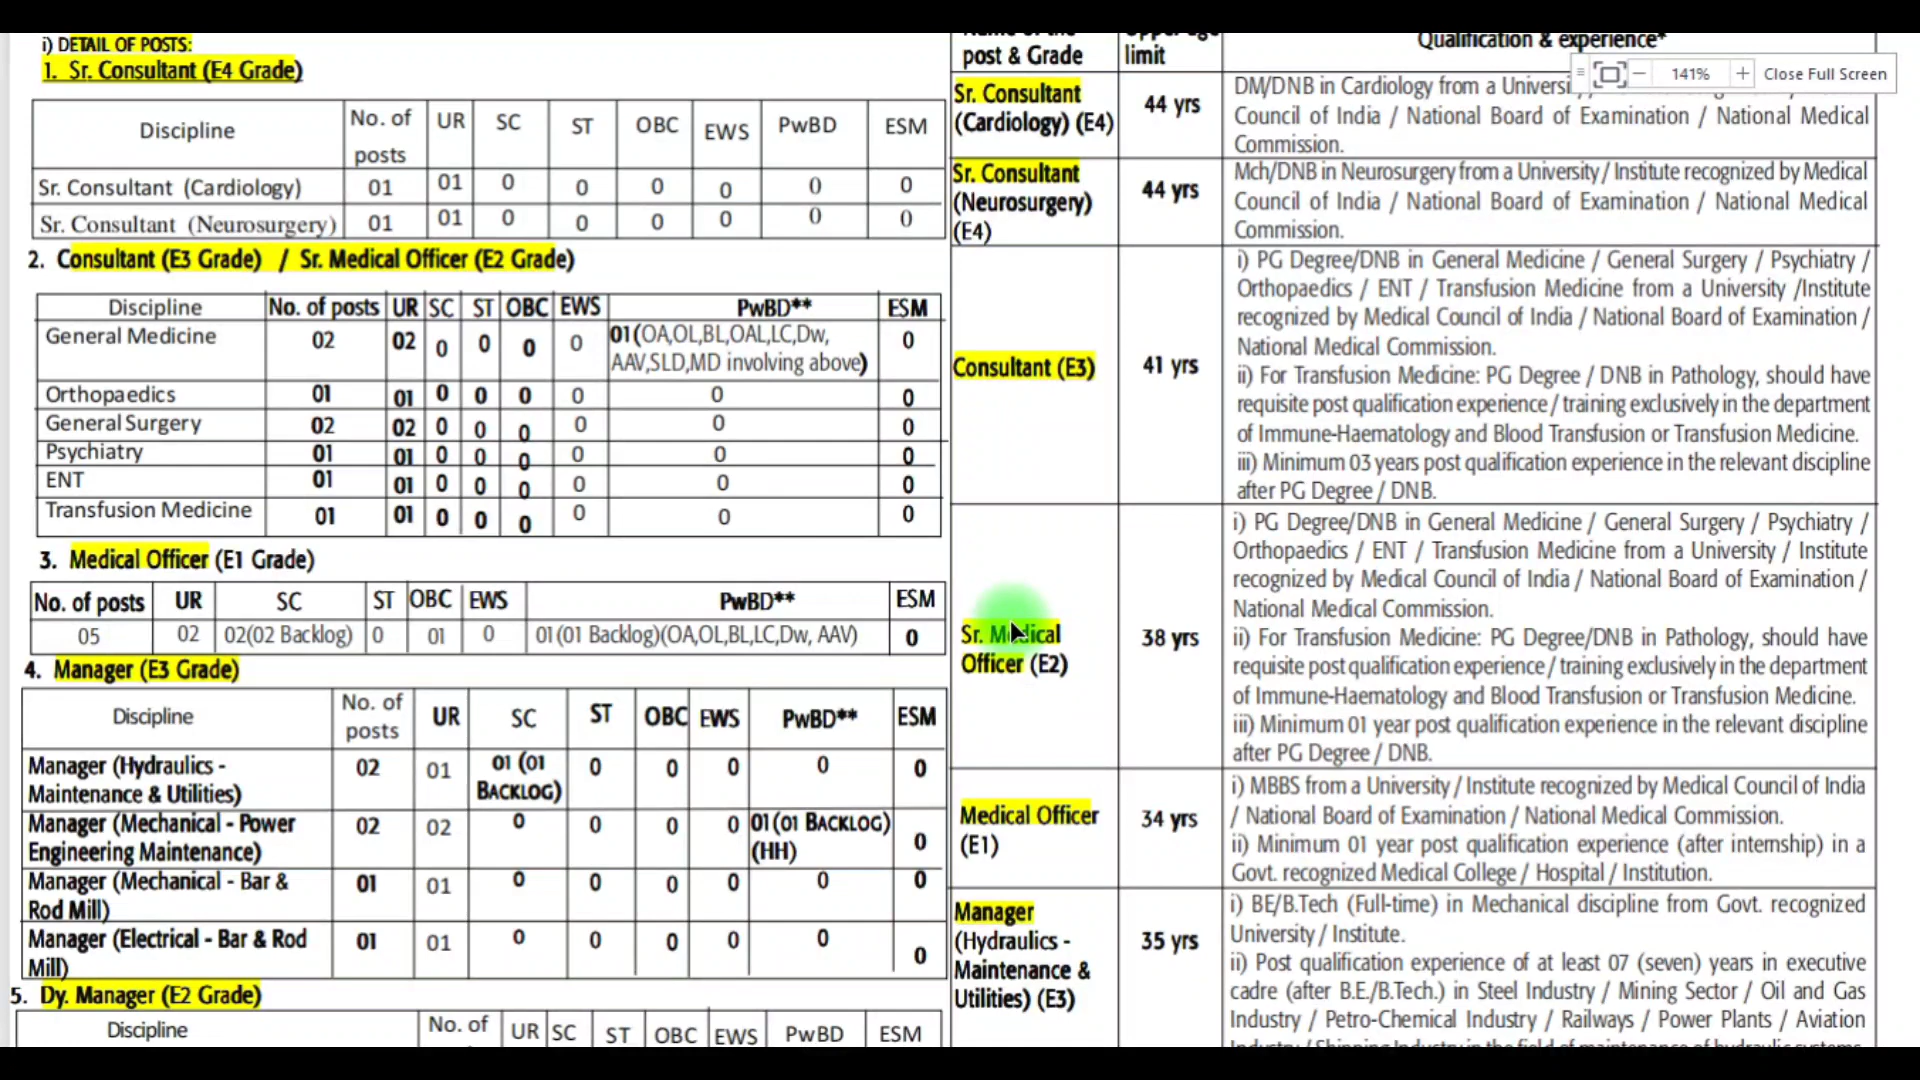 i) DETAIL OF POSTS:
1. Sr. Consultant (E4 Grade)
Discipline No. of posts UR SC ST OBC EWS PwBD ESM
Sr. Consultant (Cardiology) 01 01 0 0 0 0 0 0
Sr. Consultant (Neurosurgery) 01 01 0 0 0 0 0 0
2. Consultant (E3 Grade) / Sr. Medical Officer (E2 Grade)
Discipline No. of posts UR SC ST OBC EWS PwBD** ESM
General Medicine 02 02 0 0 0 0 01(OA,OL,BL,OAL,LC,Dw, 0
AAV,SLD,MD involving above)
Orthopaedics 01 01 0 0 0 0 0 0
General Surgery 02 02 0 0 0 0 0 0
Psychiatry 01 01 0 0 0 0 0 0
ENT 01 01 0 0 0 0 0 0
Transfusion Medicine 01 01 0 0 0 0 0 0
3. Medical Officer (E1 Grade)
No. of posts UR SC ST OBC EWS PwBD** ESM
05 02 02(02 Backlog) 0 01 0 01(01 Backlog)(OA,OL,BL,LC,Dw, AAV) 0
4. Manager (E3 Grade)
Discipline No. of posts UR SC ST OBC EWS PwBD** ESM
Manager (Hydraulics - 02 01 01 (01 0 0 0 0 0
Maintenance & Utilities) BACKLOG)
Manager (Mechanical - Power 02 02 0 0 0 0 01(01 BACKLOG) 0
Engineering Maintenance) (HH)
Manager (Mechanical - Bar & 01 01 0 0 0 0 0 0
Rod Mill)
Manager (Electrical - Bar & Rod 01 01 0 0 0 0 0 0
Mill)
5. Dy. Manager (E2 Grade)
Discipline No. of UR SC ST OBC EWS PwBD ESM
post & Grade limit Qualification & experience*
141% Close Full Screen
Sr. Consultant
(Cardiology) (E4)
44 yrs
DM/DNB in Cardiology from a
Council of India / National Board of Examination / National Medical
Commission.
Sr. Consultant
(Neurosurgery)
(E4)
44 yrs
Mch/DNB in Neurosurgery from a University / Institute recognized by Medical
Council of India / National Board of Examination / National Medical
Commission.
Consultant (E3)
41 yrs
i) PG Degree/DNB in General Medicine / General Surgery / Psychiatry /
Orthopaedics / ENT / Transfusion Medicine from a University /Institute
recognized by Medical Council of India / National Board of Examination /
National Medical Commission.
ii) For Transfusion Medicine: PG Degree / DNB in Pathology, should have
requisite post qualification experience / training exclusively in the department
of Immune-Haematology and Blood Transfusion or Transfusion Medicine.
iii) Minimum 03 years post qualification experience in the relevant discipline
after PG Degree / DNB.
Sr. Medical
Officer (E2)
38 yrs
i) PG Degree/DNB in General Medicine / General Surgery / Psychiatry /
Orthopaedics / ENT / Transfusion Medicine from a University / Institute
recognized by Medical Council of India / National Board of Examination /
National Medical Commission.
ii) For Transfusion Medicine: PG Degree/DNB in Pathology, should have
requisite post qualification experience / training exclusively in the department
of Immune-Haematology and Blood Transfusion or Transfusion Medicine.
iii) Minimum 01 year post qualification experience in the relevant discipline
after PG Degree / DNB.
Medical Officer
(E1)
34 yrs
i) MBBS from a University / Institute recognized by Medical Council of India
/ National Board of Examination / National Medical Commission.
ii) Minimum 01 year post qualification experience (after internship) in a
Govt. recognized Medical College / Hospital / Institution.
Manager
(Hydraulics -
Maintenance &
Utilities) (E3)
35 yrs
i) BE/B.Tech (Full-time) in Mechanical discipline from Govt. recognized
University / Institute.
ii) Post qualification experience of at least 07 (seven) years in executive
cadre (after B.E./B.Tech.) in Steel Industry / Mining Sector / Oil and Gas
Industry / Petro-Chemical Industry / Railways / Power Plants / Aviation